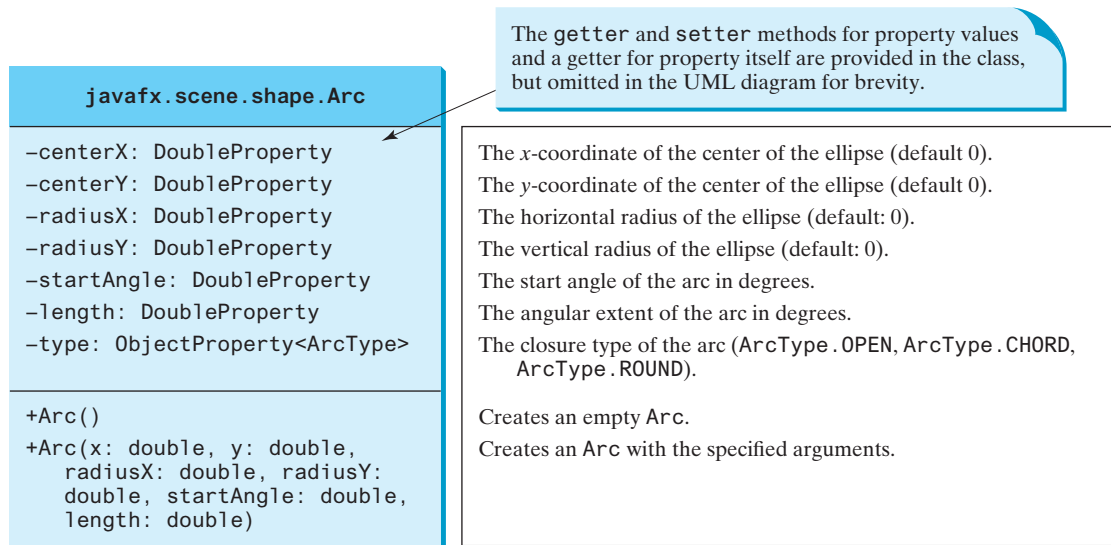 The getter and setter methods for property values
and a getter for property itself are provided in the class,
but omitted in the UML diagram for brevity.
javafx.scene.shape.Arc
–centerX: DoubleProperty
–centerY: DoubleProperty
–radiusX: DoubleProperty
–radiusY: DoubleProperty
–startAngle: DoubleProperty
–length: DoubleProperty
–type: ObjectProperty<ArcType>
+Arc()
+Arc(x: double, y: double,
radiusX: double, radiusY:
double, startAngle: double,
length: double)
The x-coordinate of the center of the ellipse (default 0).
The y-coordinate of the center of the ellipse (default 0).
The horizontal radius of the ellipse (default: 0).
The vertical radius of the ellipse (default: 0).
The start angle of the arc in degrees.
The angular extent of the arc in degrees.
The closure type of the arc (ArcType.OPEN, ArcType.CHORD,
ArcType.ROUND).
Creates an empty Arc.
Creates an Arc with the specified arguments.